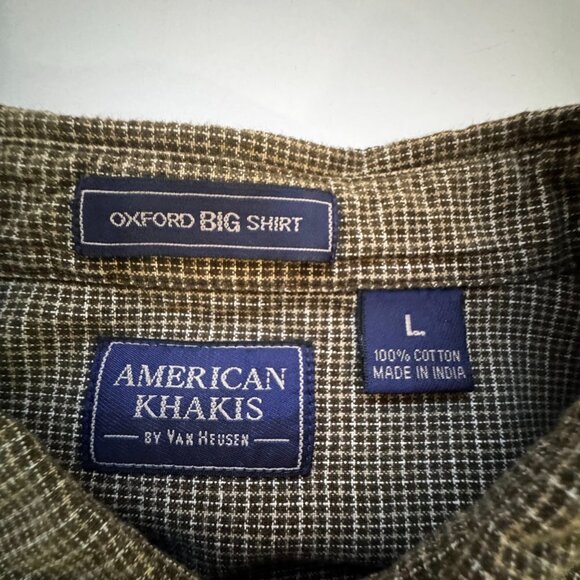 OXFORD BIG SHIRT
L
100% COTTON
MADE IN INDIA
AMERICAN
KHAKIS
BY VAN HEUSEN